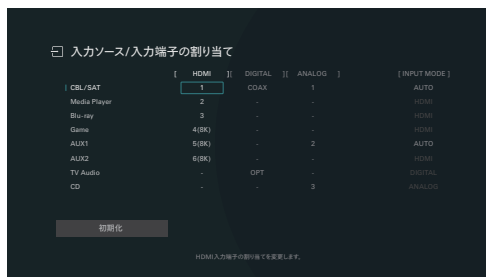 入力ソース/入力端子の割り当て
[ HDMI ][ DIGITAL ][ ANALOG ] [ INPUT MODE ]
CBL/SAT 1 COAX 1 AUTO
Media Player 2 - - HDMI
Blu-ray 3 - - HDMI
Game 4(8K) - - HDMI
AUX1 5(8K) - 2 AUTO
AUX2 6(8K) - - HDMI
TV Audio - OPT - DIGITAL
CD - - 3 ANALOG
初期化
HDMI入力端子の割り当てを変更します。